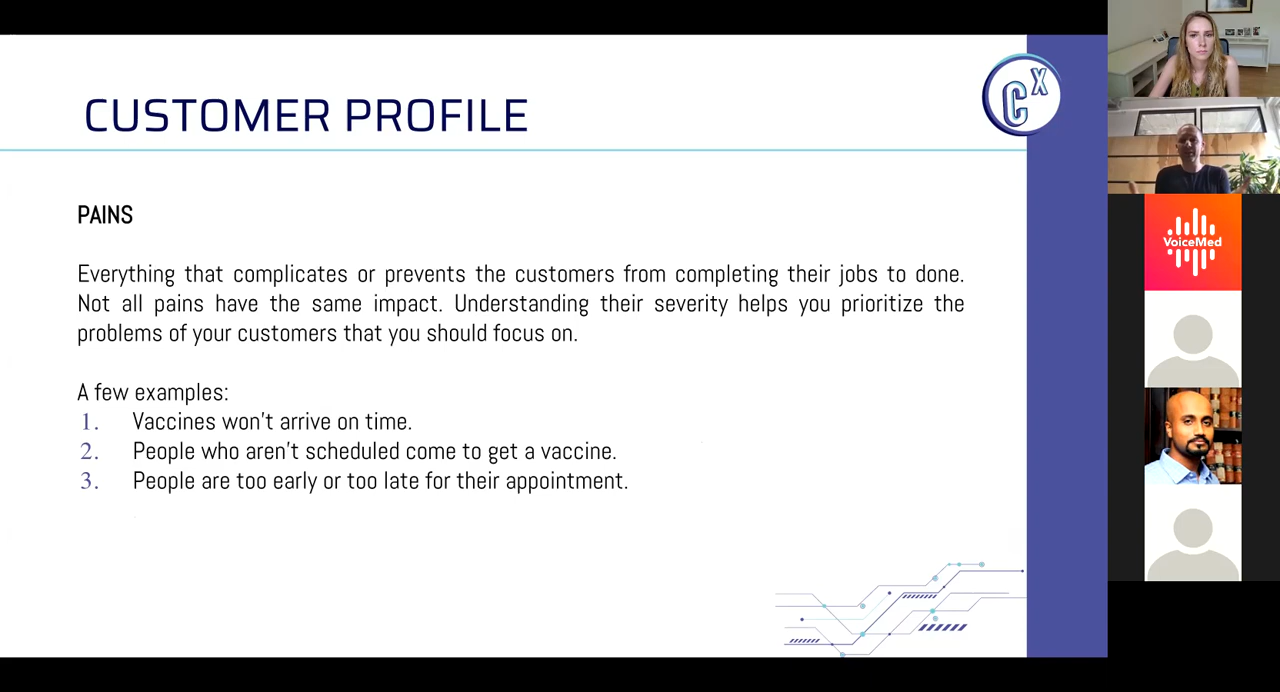 CUSTOMER PROFILE
CX
PAINS
Everything that complicates or prevents the customers from completing their jobs to done.
Not all pains have the same impact. Understanding their severity helps you prioritize the
problems of your customers that you should focus on.
A few examples:
1. Vaccines won't arrive on time.
2. People who aren't scheduled come to get a vaccine.
3. People are too early or too late for their appointment.
VoiceMed